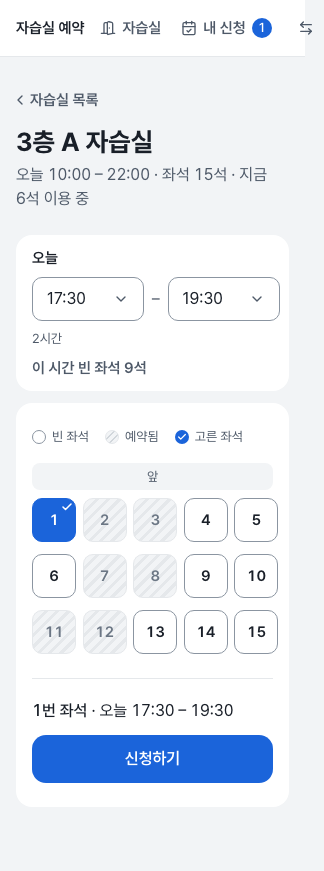 자습실 예약 자습실 내 신청 1
자습실 목록
3층 A 자습실
오늘 10:00 – 22:00 · 좌석 15석 · 지금
6석 이용 중
오늘
17:30 – 19:30
2시간
이 시간 빈 좌석 9석
빈 좌석 예약됨 고른 좌석
앞
1 2 3 4 5
6 7 8 9 10
11 12 13 14 15
1번 좌석 · 오늘 17:30 – 19:30
신청하기